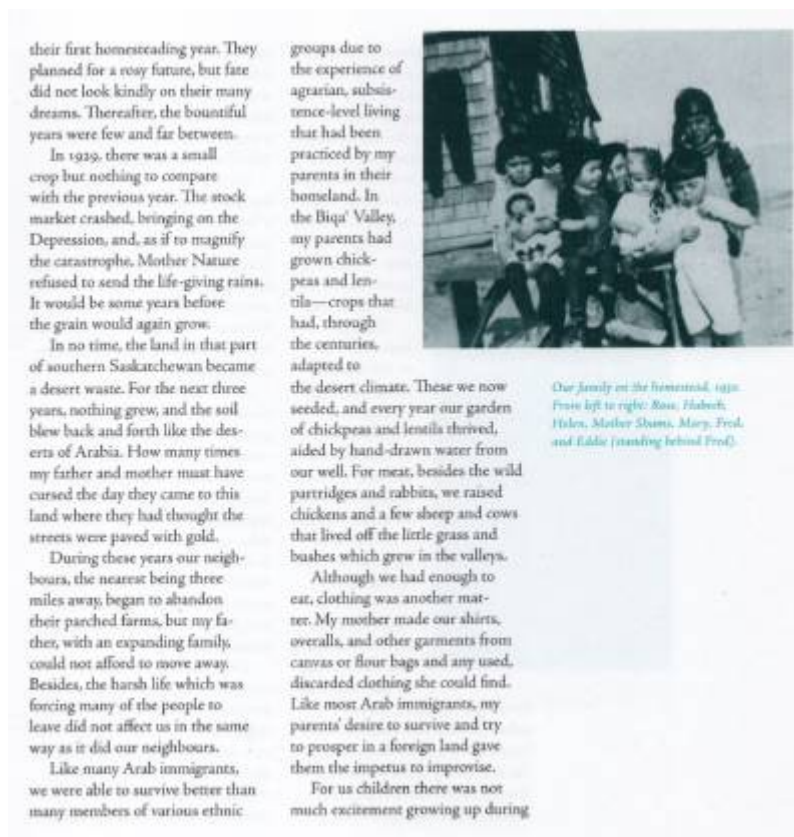 their first homesteading year. They
planned for a rosy future, but fate
did not look kindly on their many
dreams. Thereafter, the bountiful
years were few and far between.
In 1929, there was a small
crop but nothing to compare
with the previous year. The stock
market crashed, bringing on the
Depression, and, as if to magnify
the catastrophe, Mother Nature
refused to send the life-giving rains.
It would be some years before
the grain would again grow.
In no time, the land in that part
of southern Saskatchewan became
a desert waste. For the next three
years, nothing grew, and the soil
blew back and forth like the des-
erts of Arabia. How many times
my father and mother must have
cursed the day they came to this
land where they had thought the
streets were paved with gold.
During these years our neigh-
bours, the nearest being three
miles away, began to abandon
their parched farms, but my fa-
ther, with an expanding family,
could not afford to move away.
Besides, the harsh life which was
forcing many of the people to
leave did not affect us in the same
way as it did our neighbours.
Like many Arab immigrants,
we were able to survive better than
many members of various ethnic
groups due to
the experience of
agrarian, subsis-
tence-level living
that had been
practiced by my
parents in their
homeland. In
the Biqa' Valley,
my parents had
grown chick-
peas and len-
tils—crops that
had, through
the centuries,
adapted to
the desert climate. These we now
seeded, and every year our garden
of chickpeas and lentils thrived,
aided by hand-drawn water from
our well. For meat, besides the wild
partridges and rabbits, we raised
chickens and a few sheep and cows
that lived off the little grass and
bushes which grew in the valleys.
Although we had enough to
eat, clothing was another mat-
ter. My mother made our shirts,
overalls, and other garments from
canvas or flour bags and any used,
discarded clothing she could find.
Like most Arab immigrants, my
parents' desire to survive and try
to prosper in a foreign land gave
them the impetus to improvise.
For us children there was not
much excitement growing up during
Our family on the homestead,
From left to right: Rose, Habeeb,
Helen, Mother Shams, Mary, Fred,
and Eddie (standing behind Fred).